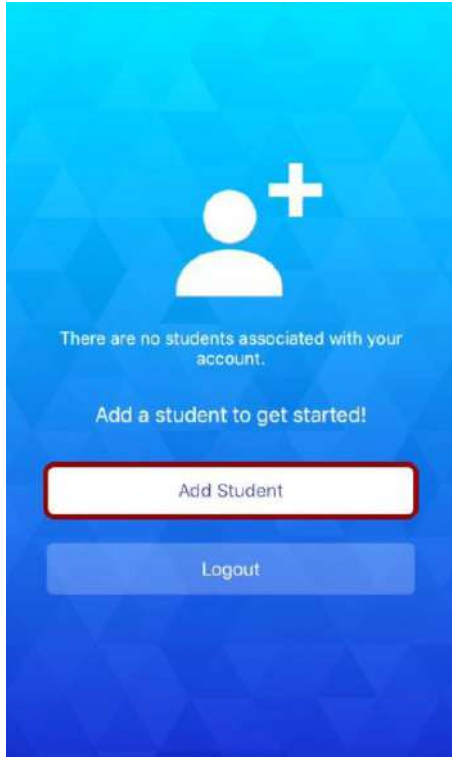 There are no students associated with your
account.
Add a student to get started!
Add Student
Logout